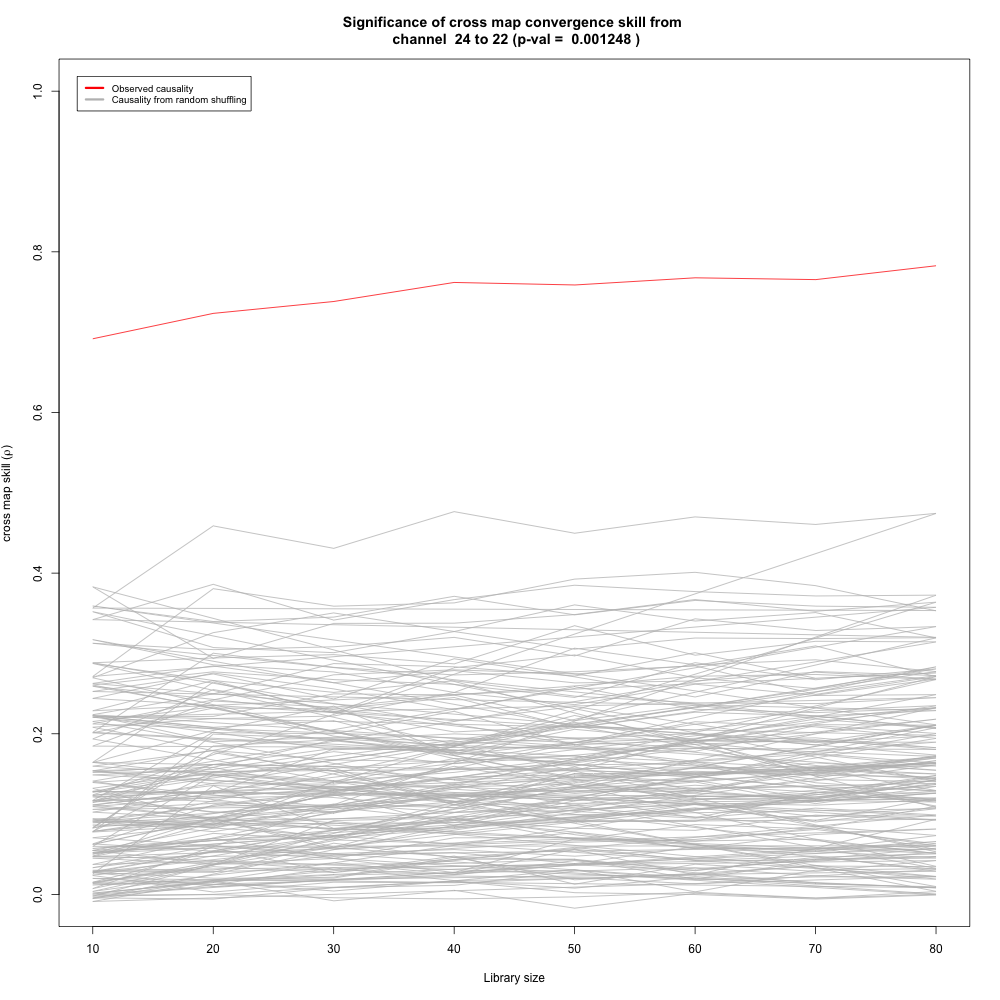 Significance of cross map convergence skill from
channel  24 to 22 (p-val =  0.001248 )
Observed causality
Causality from random shuffling
cross map skill (ρ)
1.0
0.8
0.6
0.4
0.2
0.0
10 20 30 40 50 60 70 80
Library size